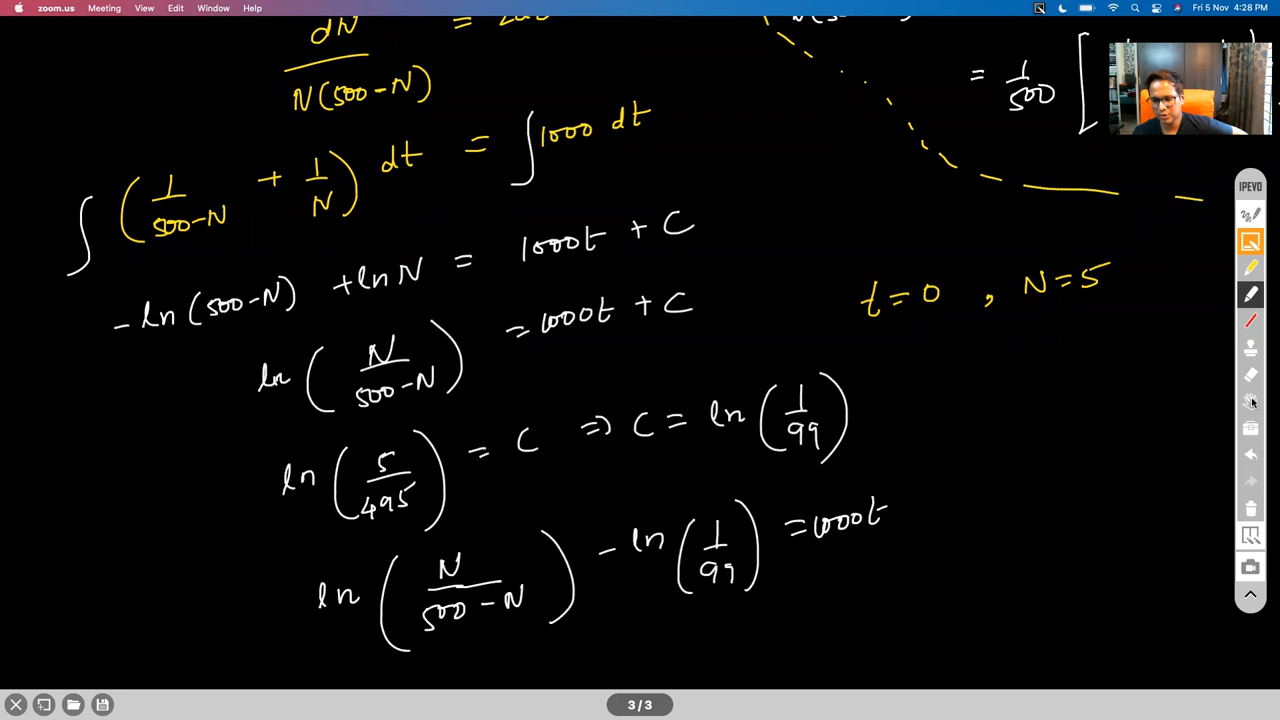 zoom.us Meeting View Edit Window Help Fri 5 Nov 4:28 PM
dN / N(500-N) =
= 1/500 [
∫ (1/500-N + 1/N) dt = ∫ 1000 dt
-ln(500-N) + ln N = 1000t + C
t = 0 , N = 5
ln (N/500-N) = 1000t + C
ln (5/495) = C ⇒ C = ln (1/99)
ln (N/500-N) - ln (1/99) = 1000t
IPEVO
3/3